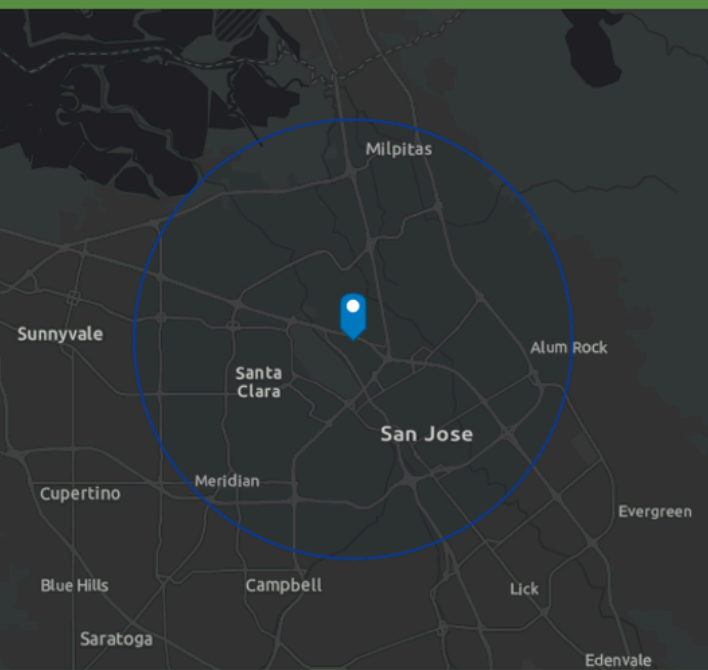 Milpitas
Sunnyvale
Alum Rock
Santa
Clara
San Jose
Meridian
Cupertino
Evergreen
Blue Hills
Campbell
Lick
Saratoga
Edenvale